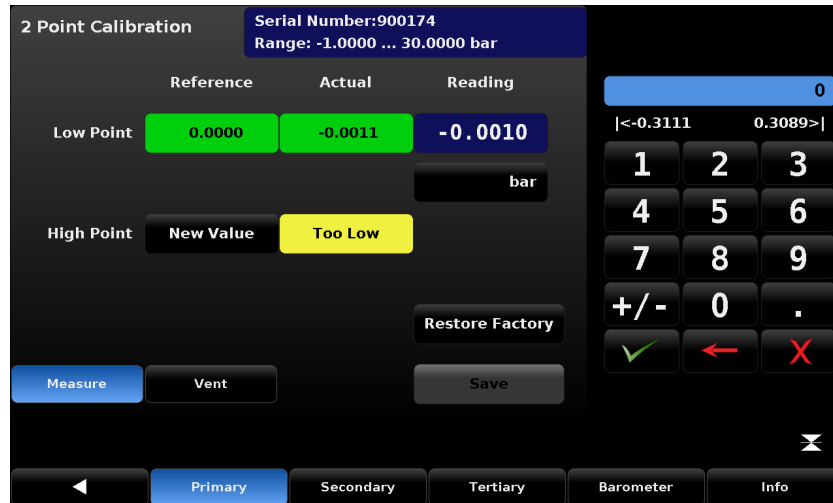 2 Point Calibration
Serial Number:900174
Range: -1.0000 ... 30.0000 bar
Reference Actual Reading
0
Low Point 0.0000 -0.0011 -0.0010
|<-0.3111 0.3089>|
1 2 3
bar
4 5 6
High Point New Value Too Low
7 8 9
+/- 0 .
Restore Factory
X
Measure Vent Save
Primary Secondary Tertiary Barometer Info